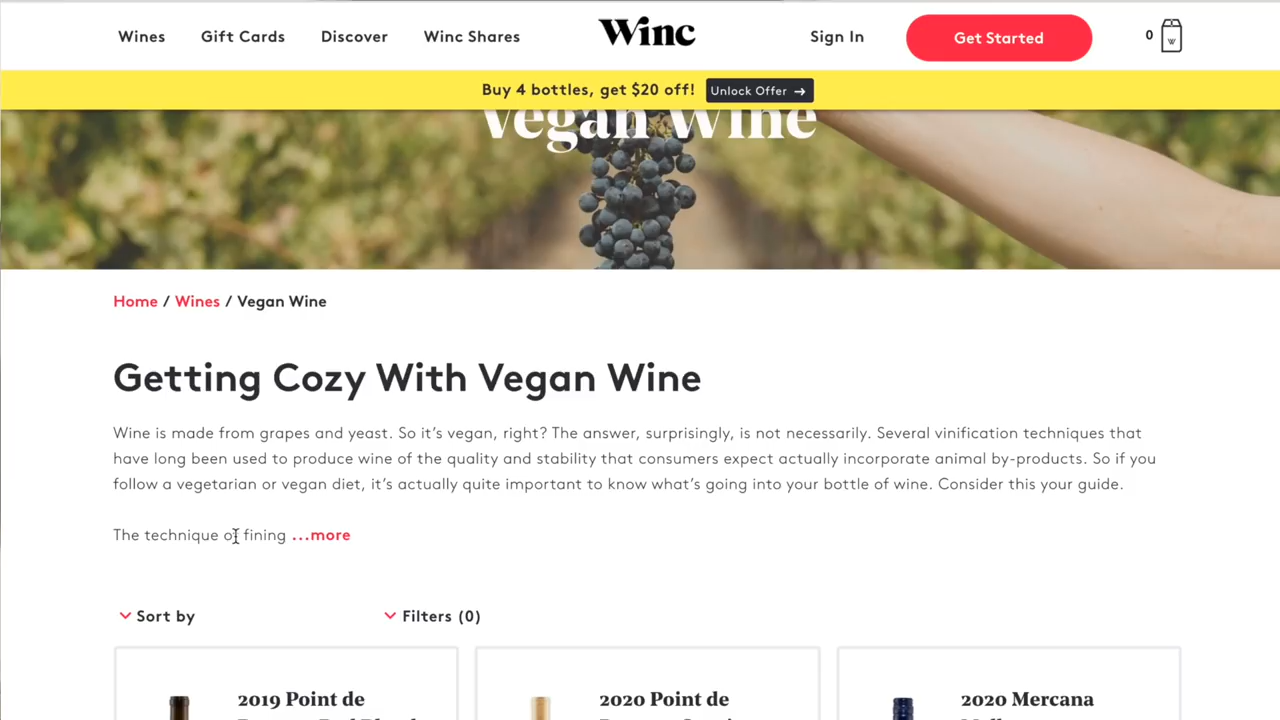 Wines Gift Cards Discover Winc Shares Winc Sign In Get Started 0 W
Buy 4 bottles, get $20 off! Unlock Offer →
Vegan Wine
Home / Wines / Vegan Wine
Getting Cozy With Vegan Wine
Wine is made from grapes and yeast. So it’s vegan, right? The answer, surprisingly, is not necessarily. Several vinification techniques that
have long been used to produce wine of the quality and stability that consumers expect actually incorporate animal by-products. So if you
follow a vegetarian or vegan diet, it’s actually quite important to know what’s going into your bottle of wine. Consider this your guide.
The technique of fining ...more
Sort by Filters (0)
2019 Point de
2020 Point de
2020 Mercana